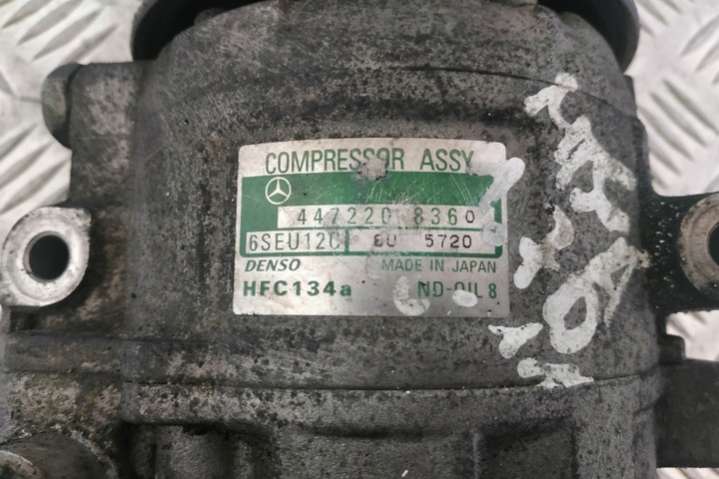 COMPRESSOR ASSY
447220 8360
6SEU12C 5720
DENSO MADE IN JAPAN
HFC134a ND-OIL 8